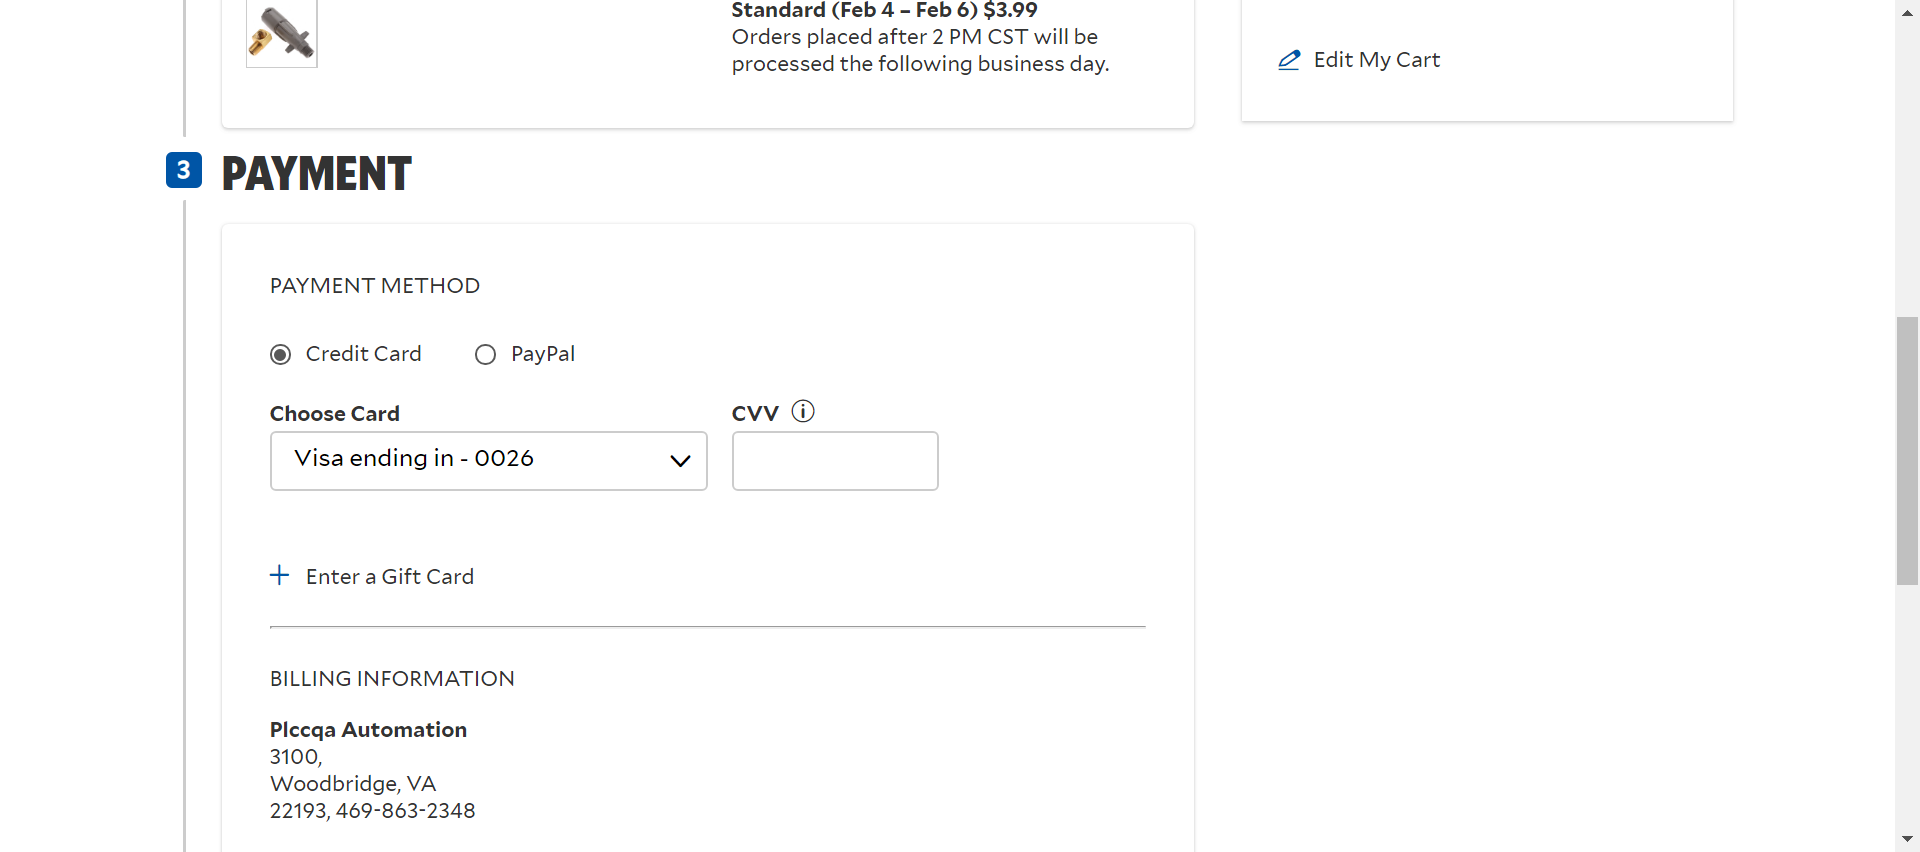 Standard (Feb 4 – Feb 6) $3.99
Orders placed after 2 PM CST will be
processed the following business day.
Edit My Cart
3 PAYMENT
PAYMENT METHOD
Credit Card
PayPal
Choose Card
CVV
Visa ending in - 0026
Enter a Gift Card
BILLING INFORMATION
Plccqa Automation
3100,
Woodbridge, VA
22193, 469-863-2348